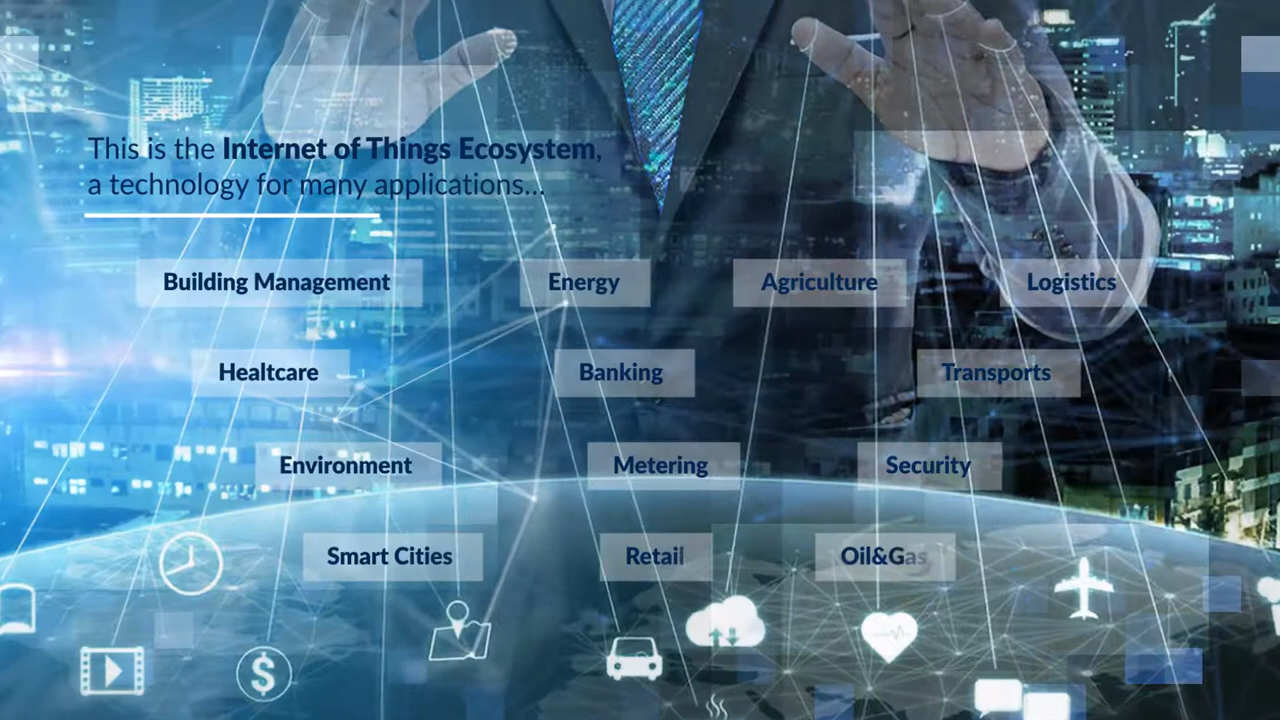 This is the Internet of Things Ecosystem,
a technology for many applications...
Building Management
Energy
Agriculture
Logistics
Healtcare
Banking
Transports
Environment
Metering
Security
Smart Cities
Retail
Oil&Gas
$